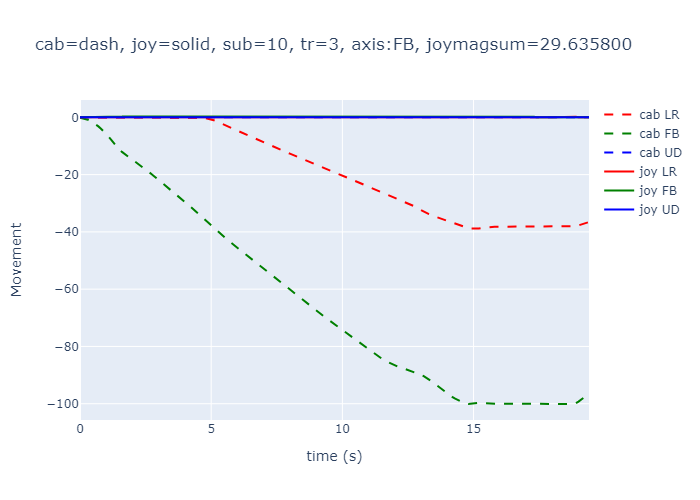 cab=dash, joy=solid, sub=10, tr=3, axis:FB, joymagsum=29.635800
cab LR
cab FB
cab UD
joy LR
joy FB
joy UD
Movement
0
−20
−40
−60
−80
−100
0 5 10 15
time (s)